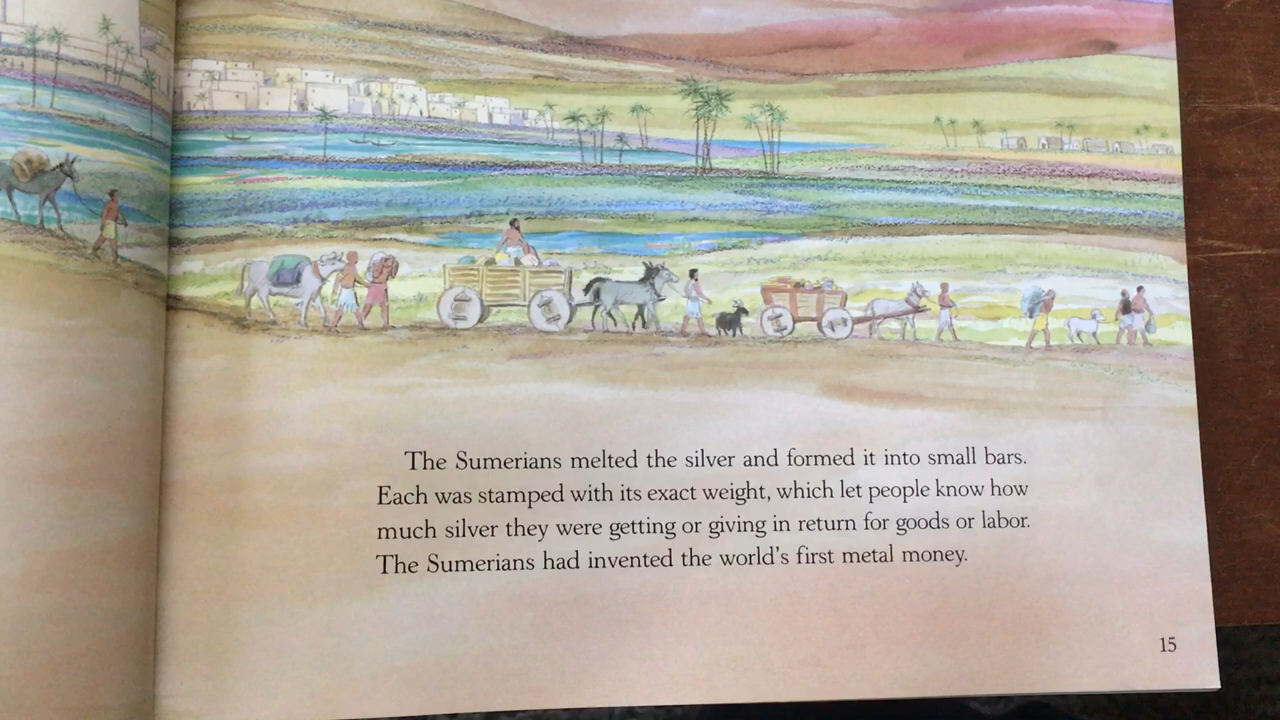 The Sumerians melted the silver and formed it into small bars.
Each was stamped with its exact weight, which let people know how
much silver they were getting or giving in return for goods or labor.
The Sumerians had invented the world's first metal money.
15